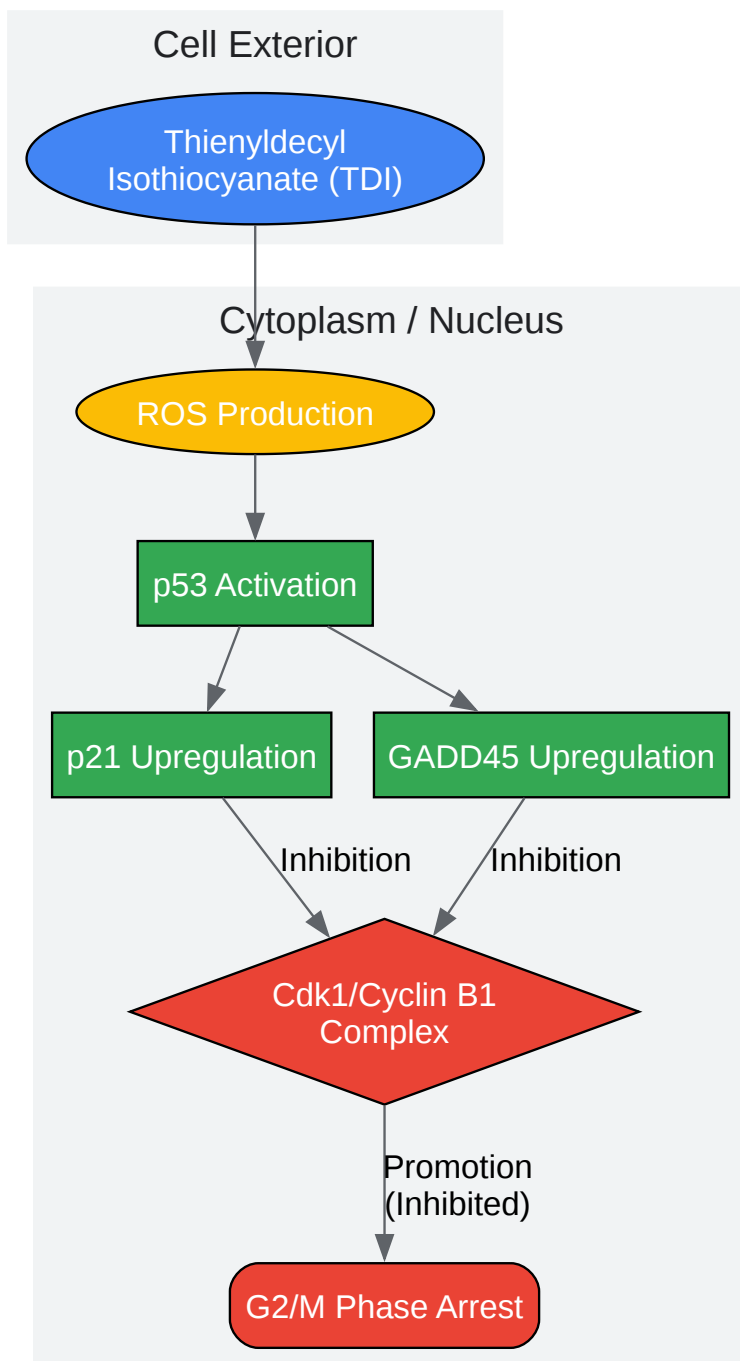 Cell Exterior
Thienyldecyl
Isothiocyanate (TDI)
Cytoplasm / Nucleus
ROS Production
p53 Activation
p21 Upregulation
GADD45 Upregulation
Inhibition
Inhibition
Cdk1/Cyclin B1
Complex
Promotion
(Inhibited)
G2/M Phase Arrest